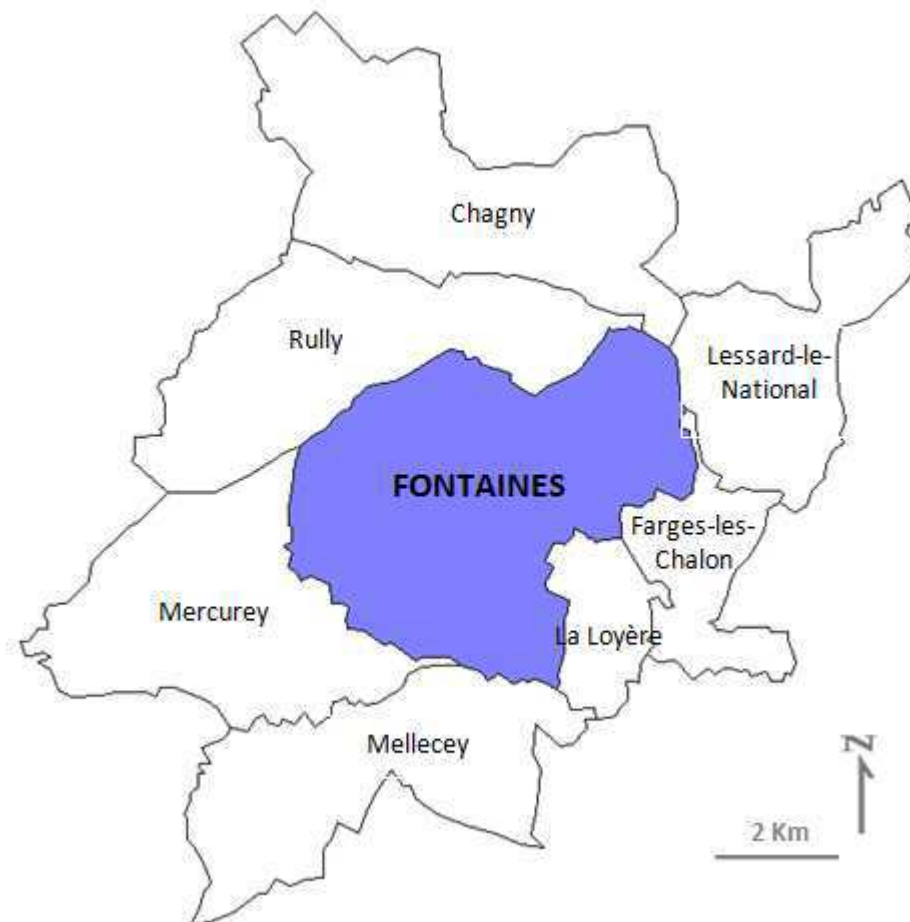 Chagny
Rully
Lessard-le-
National
FONTAINES
Farges-les-
Chalon
Mercurey
La Loyère
Mellecey
N
2 Km